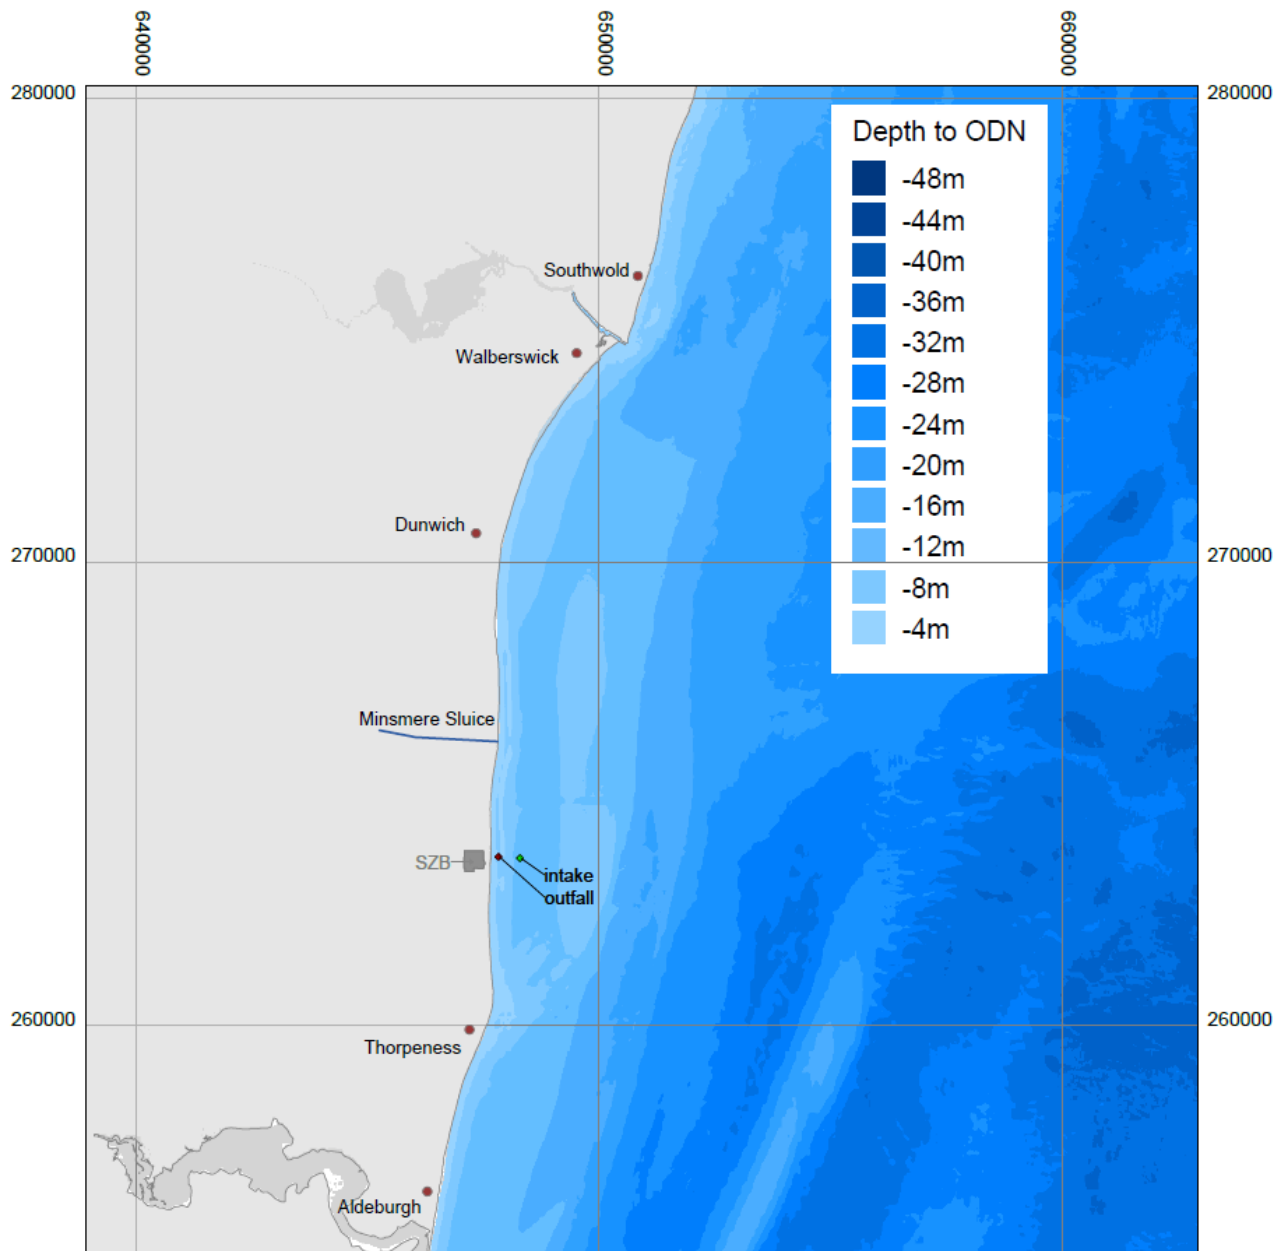 640000
650000
660000
280000
280000
Depth to ODN
-48m
-44m
-40m
-36m
-32m
-28m
-24m
-20m
-16m
-12m
-8m
-4m
Southwold
Walberswick
Dunwich
270000
270000
Minsmere Sluice
SZB
intake
outfall
260000
260000
Thorpeness
Aldeburgh